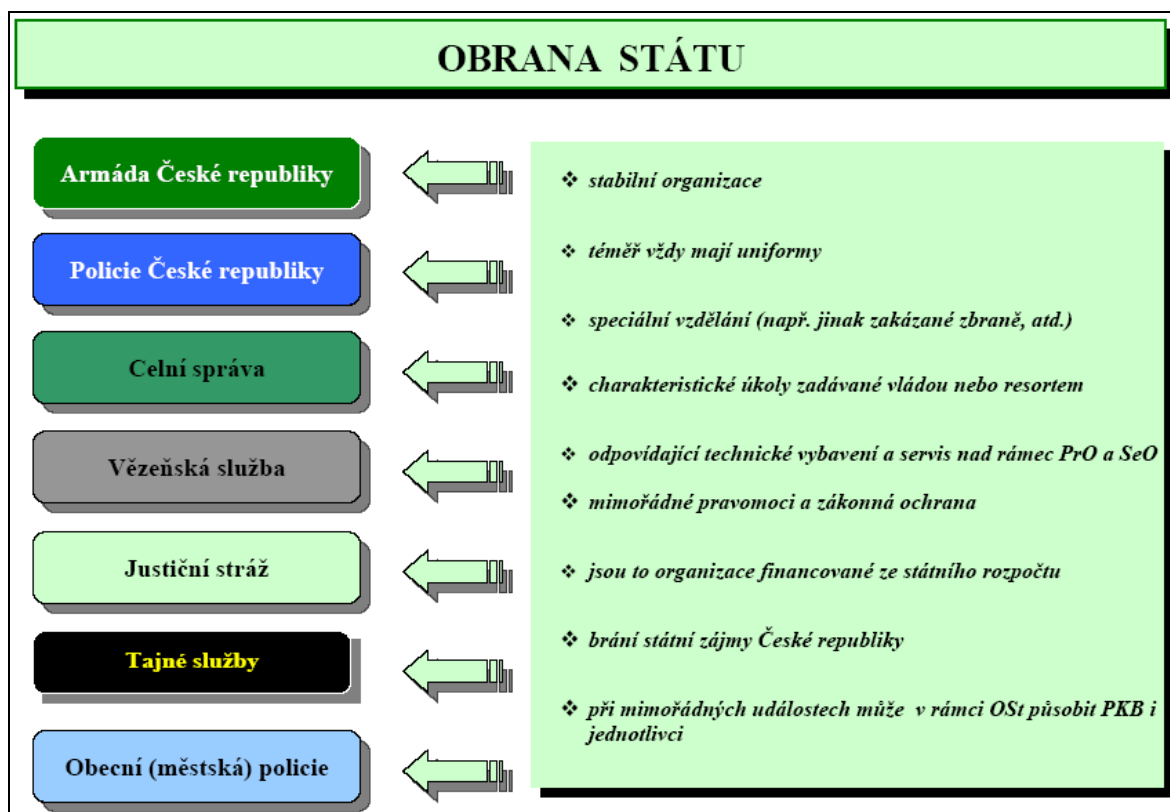 OBRANA STÁTU
Armáda České republiky
Policie České republiky
Celní správa
Vězeňská služba
Justiční stráž
Tajné služby
Obecní (městská) policie
❖ stabilní organizace
❖ téměř vždy mají uniformy
❖ speciální vzdělání (např. jinak zakázané zbraně, atd.)
❖ charakteristické úkoly zadávané vládou nebo resortem
❖ odpovídající technické vybavení a servis nad rámec PrO a SeO
❖ mimořádné pravomoci a zákonná ochrana
❖ jsou to organizace financované ze státního rozpočtu
❖ brání státní zájmy České republiky
❖ při mimořádných událostech může v rámci OSt působit PKB i
jednotlivci